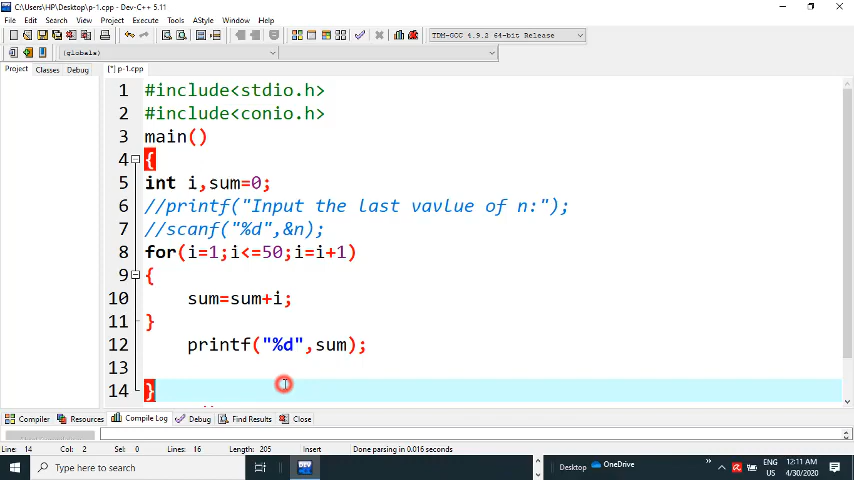 C:\Users\HP\Desktop\p-1.cpp - Dev-C++ 5.11
File Edit Search View Project Execute Tools AStyle Window Help
TDM-GCC 4.9.2 64-bit Release
(globals)
Project Classes Debug
[*] p-1.cpp
1 #include<stdio.h>
2 #include<conio.h>
3 main()
4 {
5 int i,sum=0;
6 //printf("Input the last vavlue of n:");
7 //scanf("%d",&n);
8 for(i=1;i<=50;i=i+1)
9 {
10 sum=sum+i;
11 }
12 printf("%d",sum);
13
14 }
Compiler Resources Compile Log Debug Find Results Close
Line: 14 Col: 2 Sel: 0 Lines: 16 Length: 205 Insert Done parsing in 0.016 seconds
Type here to search
DEV
Desktop OneDrive
ENG
US
12:11 AM
4/30/2020